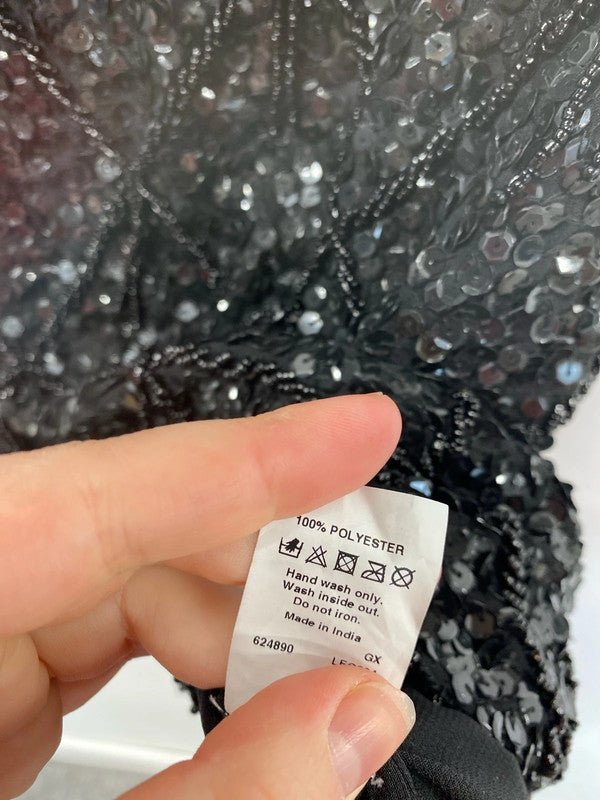 100% POLYESTER
Hand wash only.
Wash inside out.
Do not iron.
Made in India
624890 GX